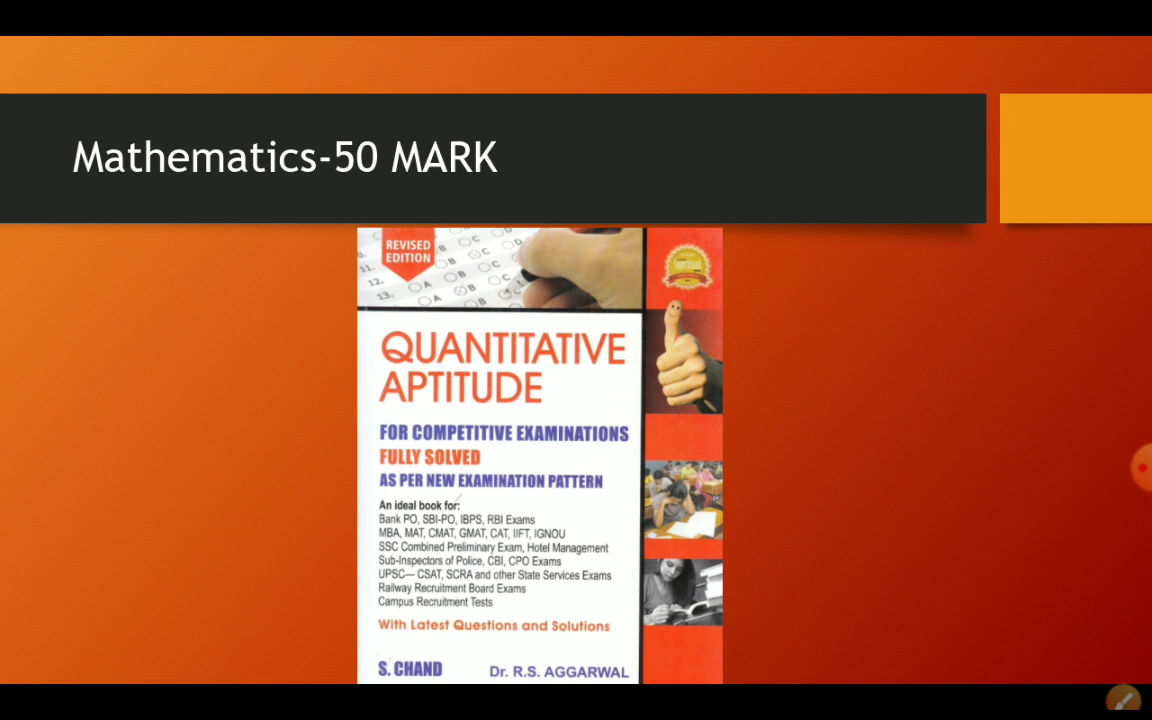 Mathematics-50 MARK
REVISED
EDITION
11.
12.
13.
A
B
C
D
A
B
C
A
B
QUANTITATIVE
APTITUDE
FOR COMPETITIVE EXAMINATIONS
FULLY SOLVED
AS PER NEW EXAMINATION PATTERN
An ideal book for:
Bank PO, SBI-PO, IBPS, RBI Exams
MBA, MAT, CMAT, GMAT, CAT, IIFT, IGNOU
SSC Combined Preliminary Exam, Hotel Management
Sub-Inspectors of Police, CBI, CPO Exams
UPSC— CSAT, SCRA and other State Services Exams
Railway Recruitment Board Exams
Campus Recruitment Tests
With Latest Questions and Solutions
S. CHAND Dr. R.S. AGGARWAL